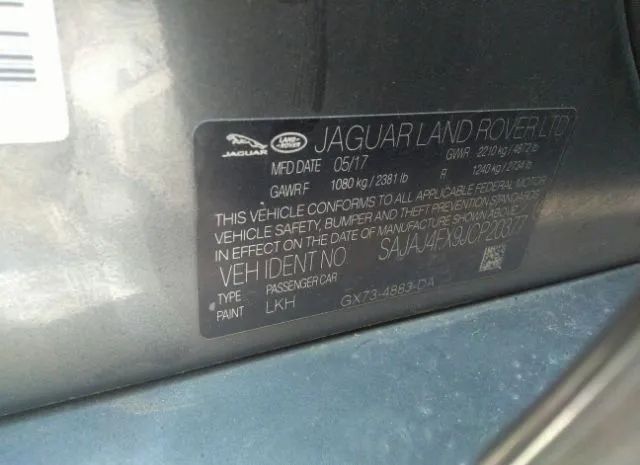 JAGUAR LAND-ROVER JAGUAR LAND ROVER LTD
MFD DATE 05/17 GWR 2210 kg / 4872 lb
GAWR F 1080 kg / 2381 lb R 1240 kg / 2734 lb
THIS VEHICLE CONFORMS TO ALL APPLICABLE FEDERAL MOTOR
VEHICLE SAFETY, BUMPER AND THEFT PREVENTION STANDARDS
IN EFFECT ON THE DATE OF MANUFACTURE SHOWN ABOVE.
VEH IDENT NO: SAJAJ4FX9JCP20377
TYPE PASSENGER CAR
PAINT LKH GX73-4883-DA